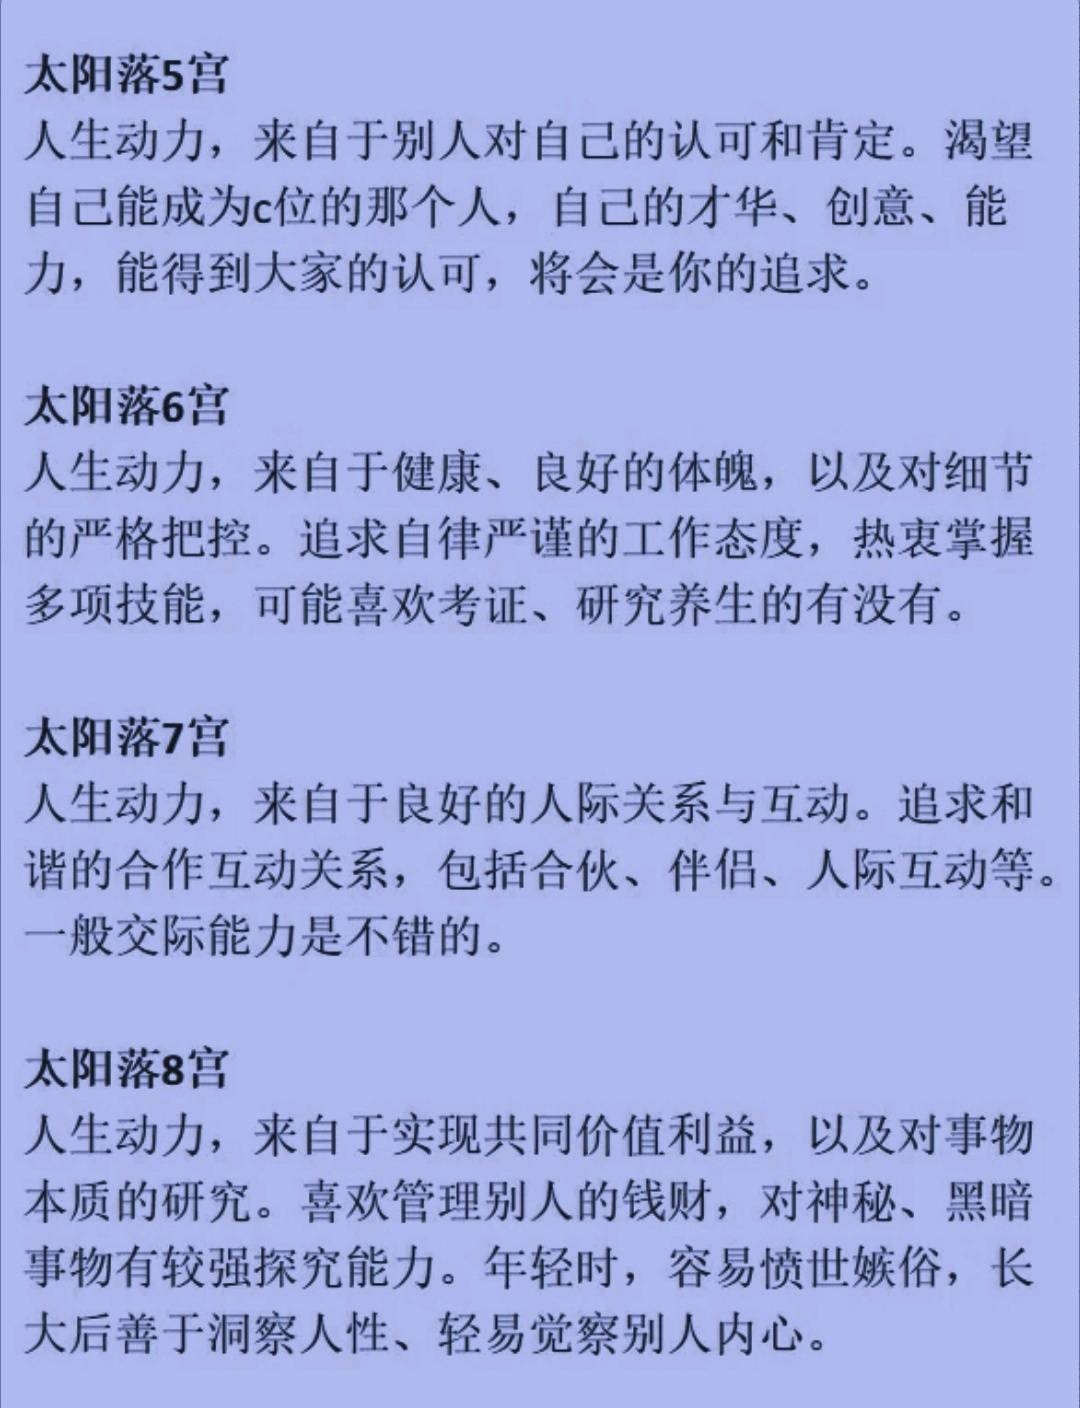 太阳落5宫
人生动力，来自于别人对自己的认可和肯定。渴望
自己能成为c位的那个人，自己的才华、创意、能
力，能得到大家的认可，将会是你的追求。
太阳落6宫
人生动力，来自于健康、良好的体魄，以及对细节
的严格把控。追求自律严谨的工作态度，热衷掌握
多项技能，可能喜欢考证、研究养生的有没有。
太阳落7宫
人生动力，来自于良好的人际关系与互动。追求和
谐的合作互动关系，包括合伙、伴侣、人际互动等。
一般交际能力是不错的。
太阳落8宫
人生动力，来自于实现共同价值利益，以及对事物
本质的研究。喜欢管理别人的钱财，对神秘、黑暗
事物有较强探究能力。年轻时，容易愤世嫉俗，长
大后善于洞察人性、轻易觉察别人内心。